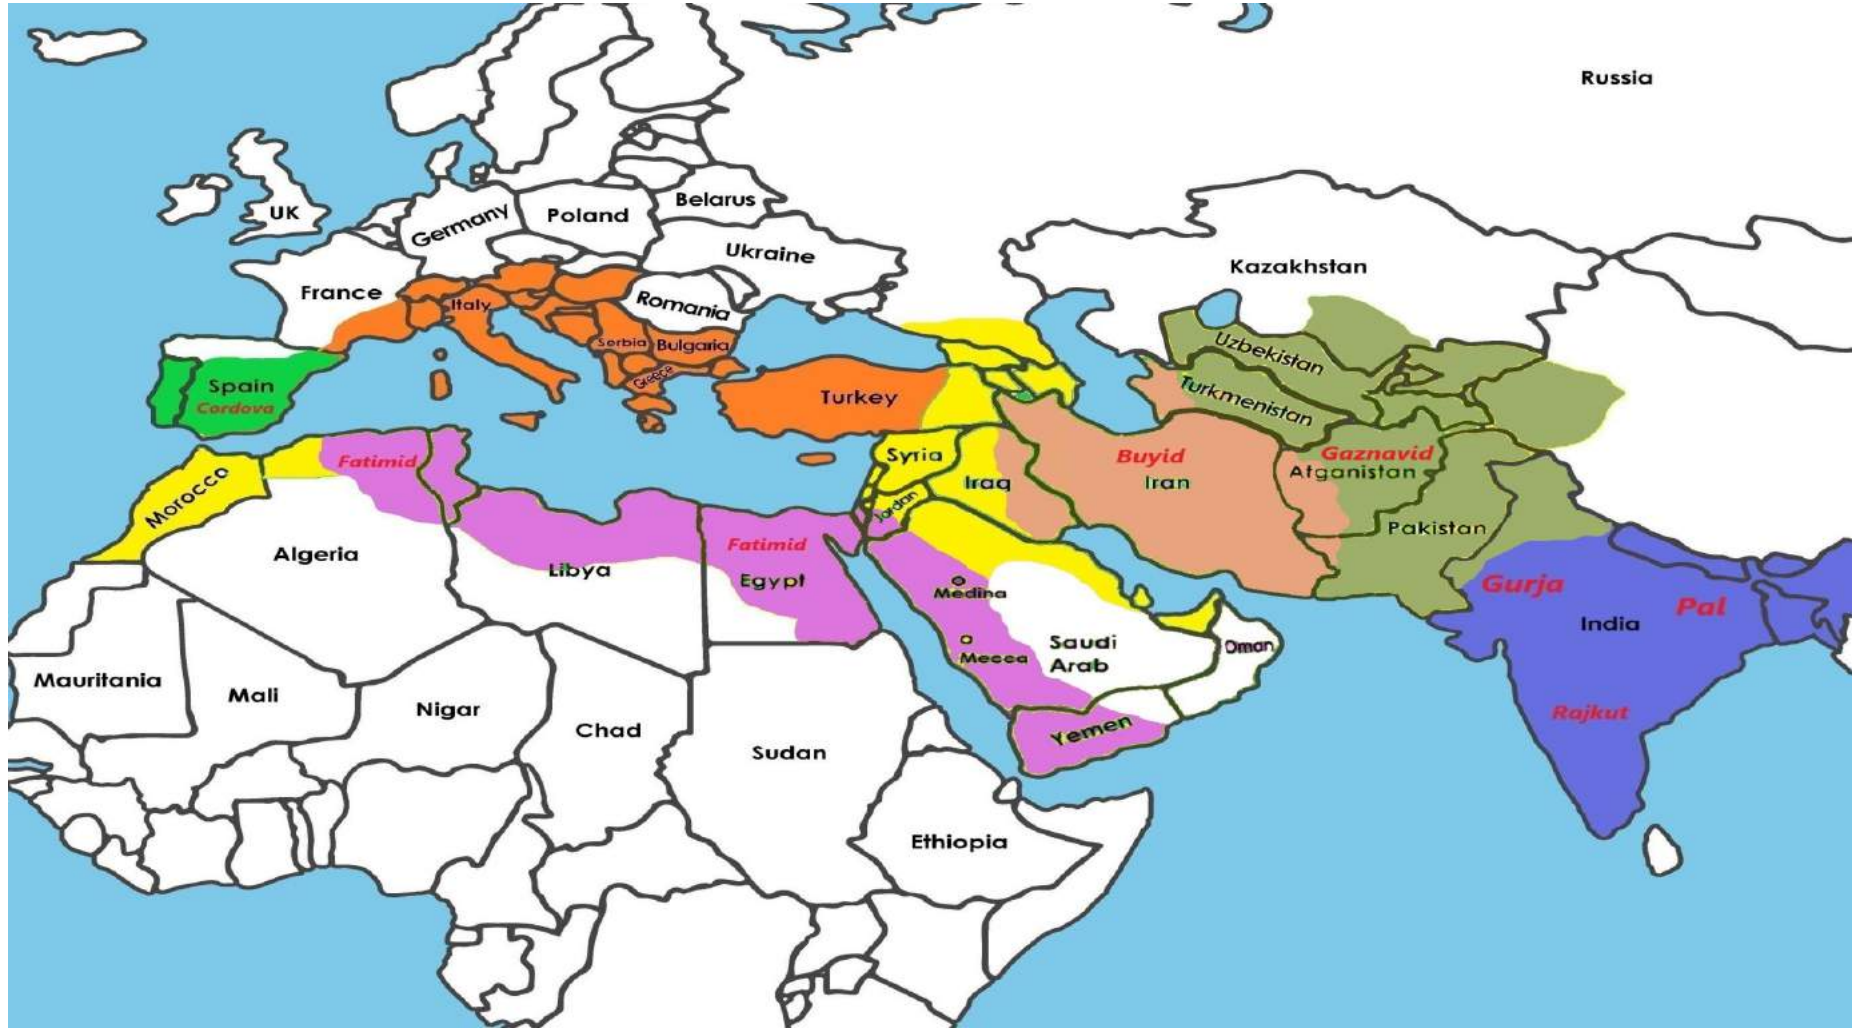 Russia
Belarus
UK
Germany
Poland
Ukraine
Kazakhstan
France
Italy
Romania
Serbia
Bulgaria
Uzbekistan
Greece
Spain
Cordova
Turkey
Turkmenistan
Fatimid
Syria
Buyid
Gaznavid
Morocco
Iraq
Iran
Afganistan
Jordan
Pakistan
Algeria
Fatimid
Libya
Egypt
Medina
Gurja
Pal
India
Mecca
Saudi
Arab
Oman
Mauritania
Mali
Nigar
Chad
Sudan
Yemen
Rajkut
Ethiopia